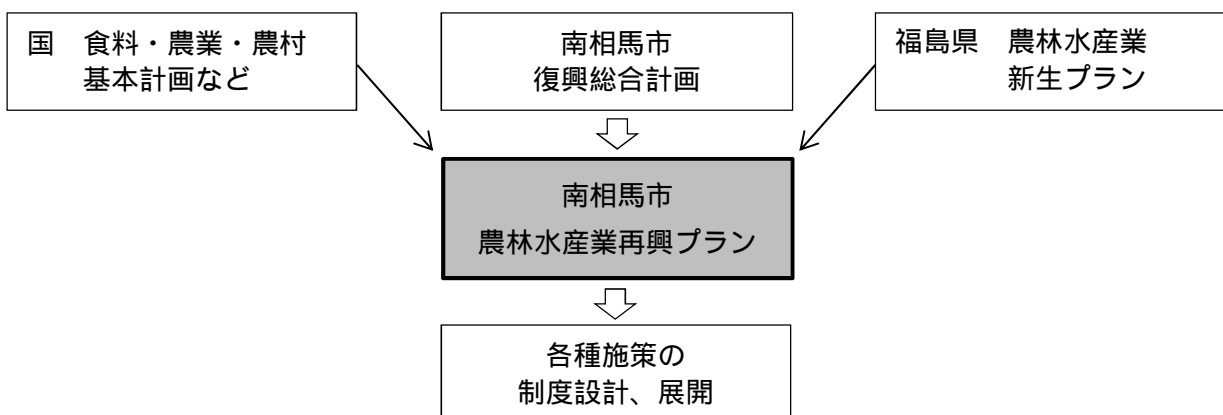 国 食料・農業・農村
基本計画など
南相馬市
復興総合計画
福島県 農林水産業
新生プラン
南相馬市
農林水産業再興プラン
各種施策の
制度設計、展開